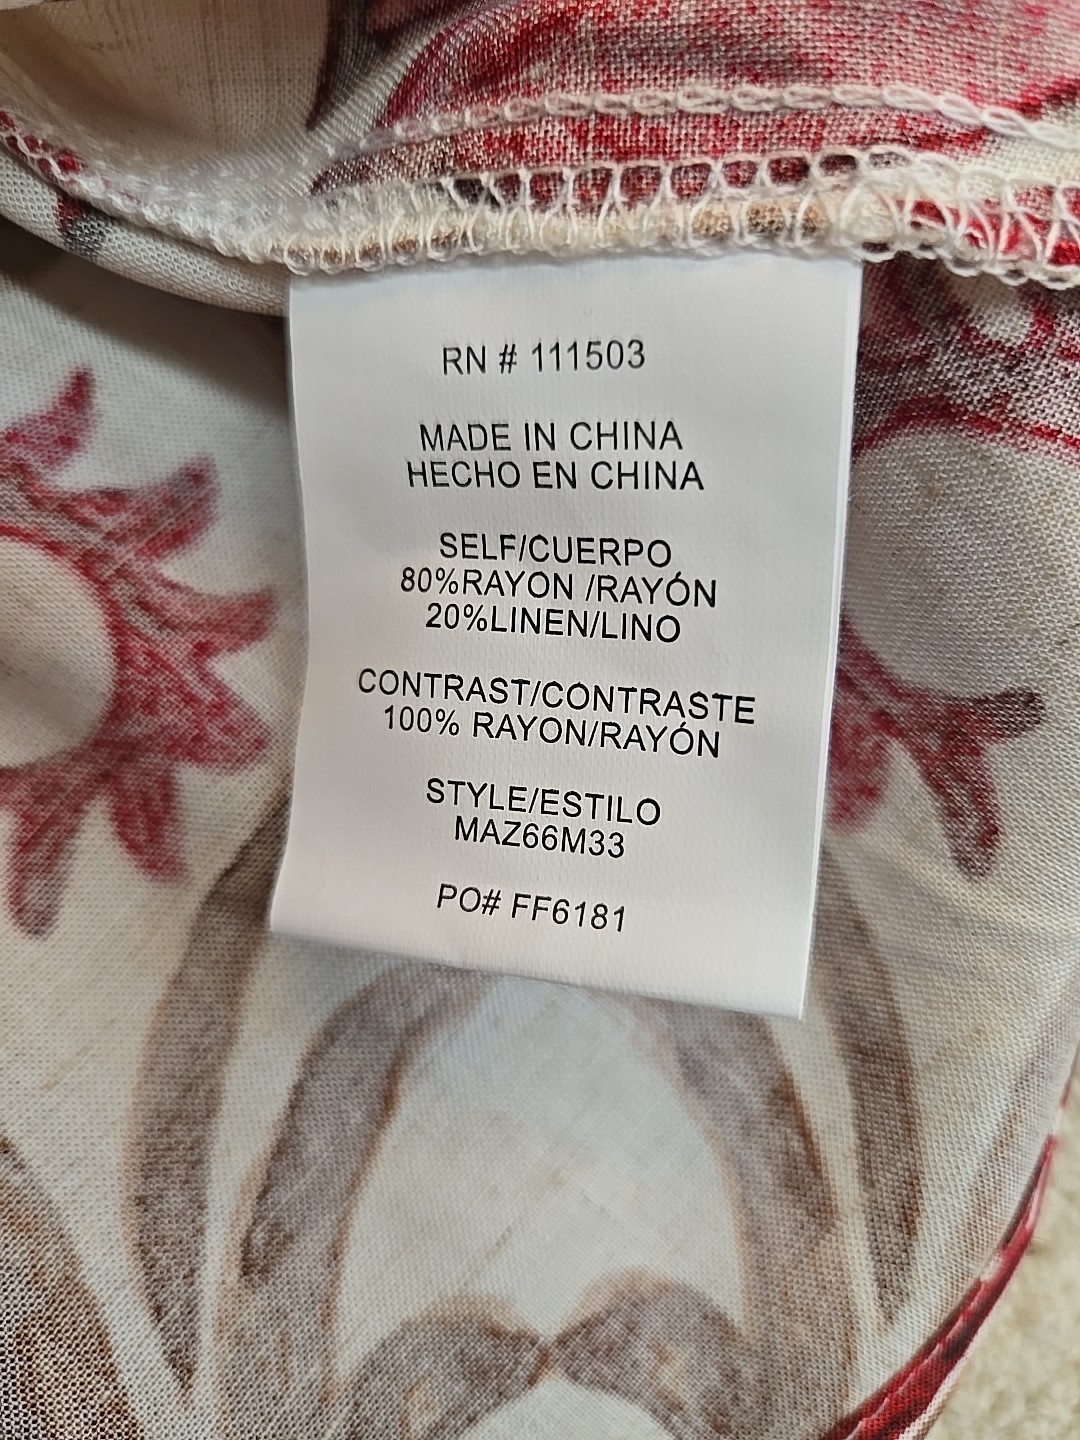 RN # 111503
MADE IN CHINA
HECHO EN CHINA
SELF/CUERPO
80%RAYON /RAYÓN
20%LINEN/LINO
CONTRAST/CONTRASTE
100% RAYON/RAYÓN
STYLE/ESTILO
MAZ66M33
PO# FF6181